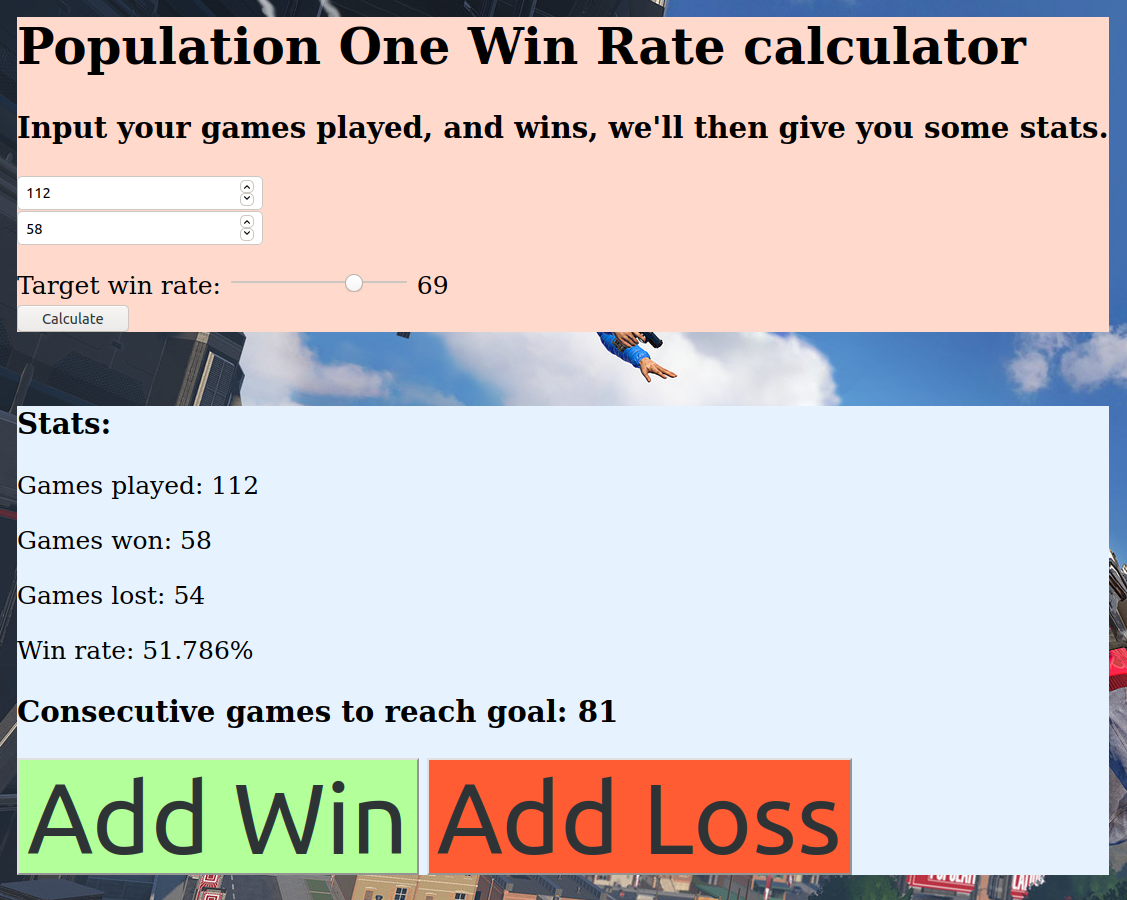 Population One Win Rate calculator
Input your games played, and wins, we'll then give you some stats.
112
58
Target win rate: 69
Calculate
Stats:
Games played: 112
Games won: 58
Games lost: 54
Win rate: 51.786%
Consecutive games to reach goal: 81
Add Win Add Loss